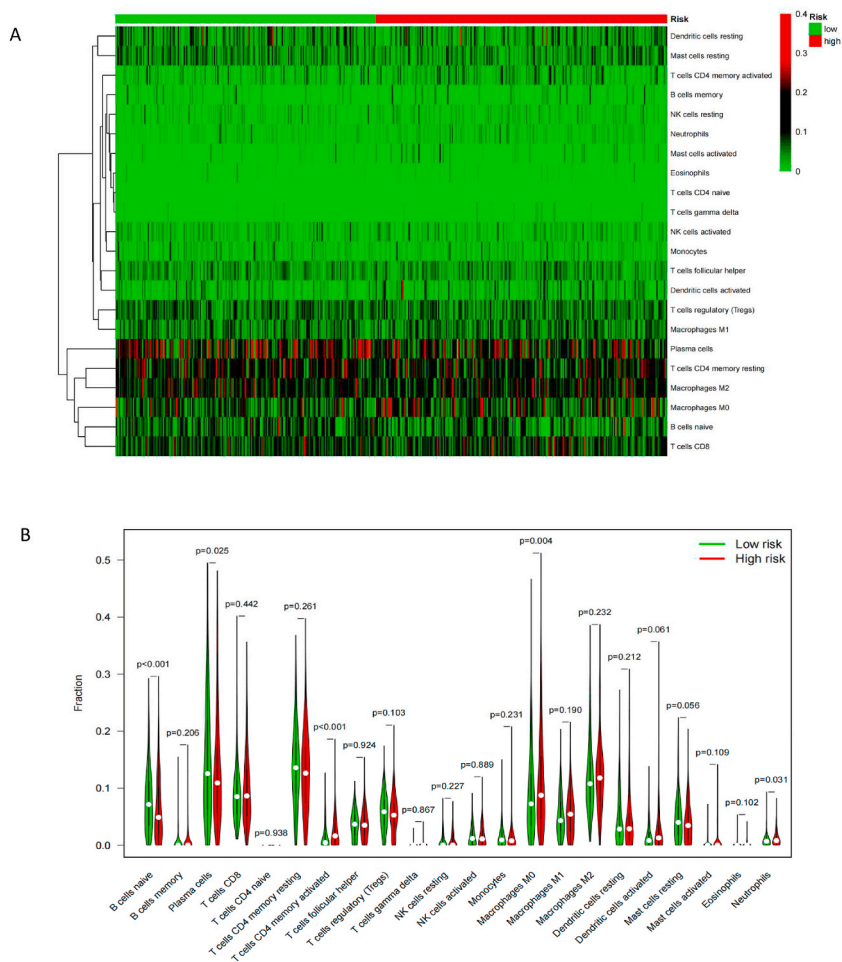 A
Risk
Dendritic cells resting
Mast cells resting
T cells CD4 memory activated
B cells memory
NK cells resting
Neutrophils
Mast cells activated
Eosinophils
T cells CD4 naive
T cells gamma delta
NK cells activated
Monocytes
T cells follicular helper
Dendritic cells activated
T cells regulatory (Tregs)
Macrophages M1
Plasma cells
T cells CD4 memory resting
Macrophages M2
Macrophages M0
B cells naive
T cells CD8
0.4
0.3
0.2
0.1
0
Risk
low
high
B
Fraction
0.5
0.4
0.3
0.2
0.1
0.0
p<0.001
p=0.206
p=0.025
p=0.442
p=0.938
p=0.261
p<0.001
p=0.924
p=0.103
p=0.867
p=0.227
p=0.889
p=0.231
p=0.004
p=0.190
p=0.232
p=0.212
p=0.061
p=0.056
p=0.109
p=0.102
p=0.031
Low risk
High risk
B cells naive
B cells memory
Plasma cells
T cells CD8
T cells CD4 naive
T cells CD4 memory resting
T cells CD4 memory activated
T cells follicular helper
T cells regulatory (Tregs)
T cells gamma delta
NK cells resting
NK cells activated
Monocytes
Macrophages M0
Macrophages M1
Macrophages M2
Dendritic cells resting
Dendritic cells activated
Mast cells resting
Mast cells activated
Eosinophils
Neutrophils